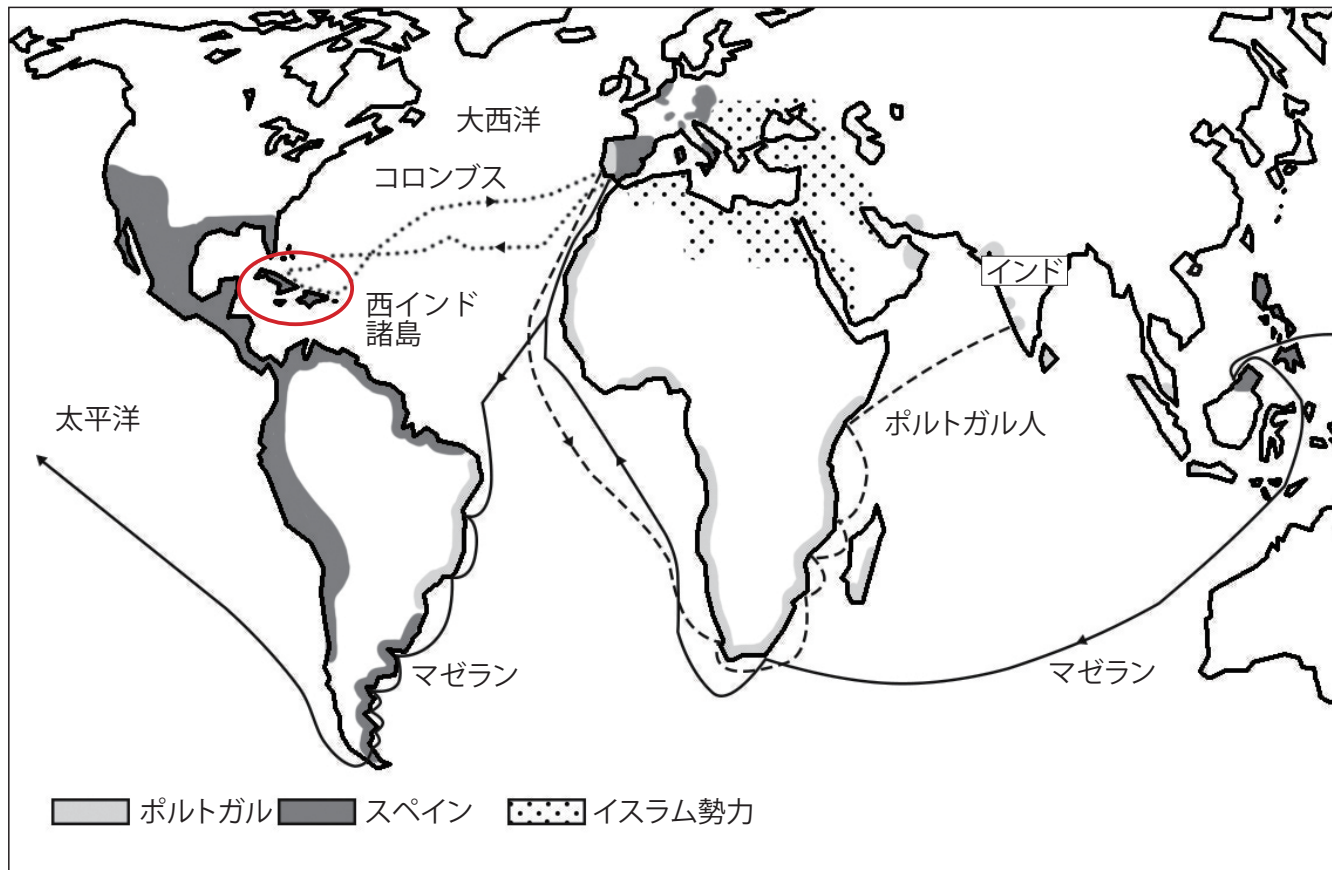 大西洋
コロンブス
インド
西インド
諸島
太平洋
ポルトガル人
マゼラン
マゼラン
ポルトガル
スペイン
イスラム勢力